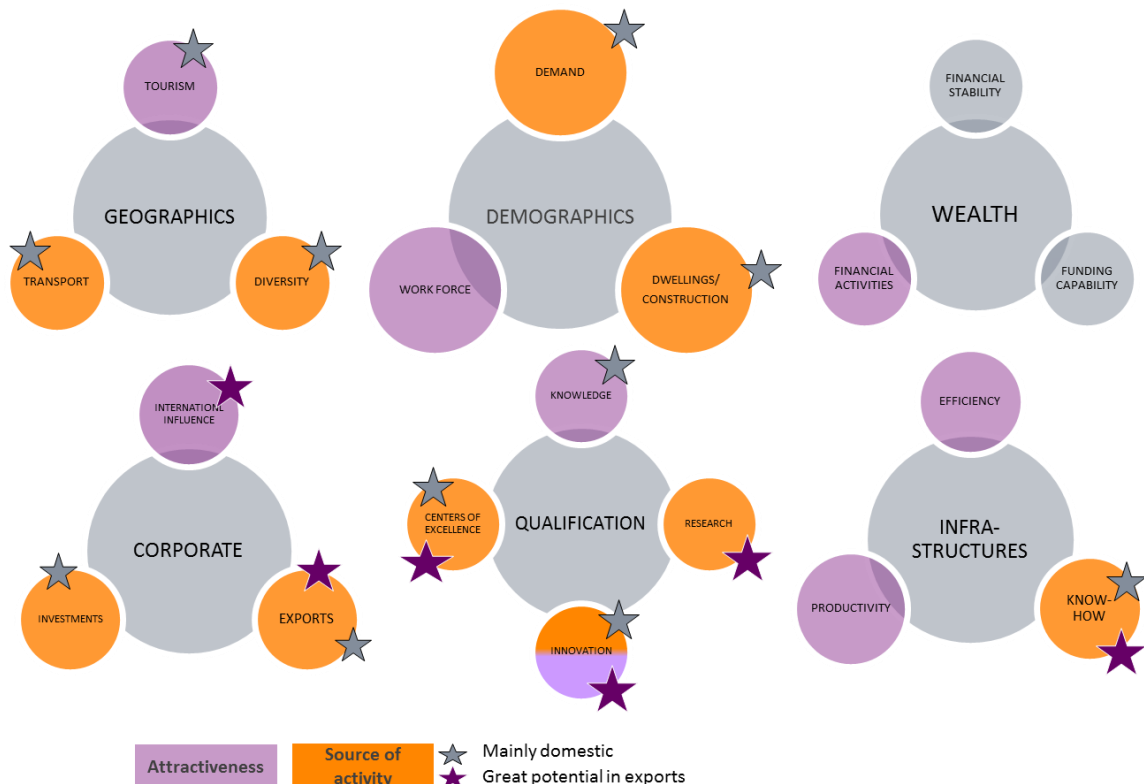 TOURISM
GEOGRAPHICS
TRANSPORT
DIVERSITY
DEMAND
DEMOGRAPHICS
WORK FORCE
DWELLINGS/
CONSTRUCTION
FINANCIAL
STABILITY
WEALTH
FINANCIAL
ACTIVITIES
FUNDING
CAPABILITY
INTERNATIONL
INFLUENCE
CORPORATE
INVESTMENTS
EXPORTS
KNOWLEDGE
CENTERS OF
EXCELLENCE
QUALIFICATION
RESEARCH
INNOVATION
EFFICIENCY
INFRA-
STRUCTURES
PRODUCTIVITY
KNOW-
HOW
Attractiveness
Source of
activity
Mainly domestic
Great potential in exports